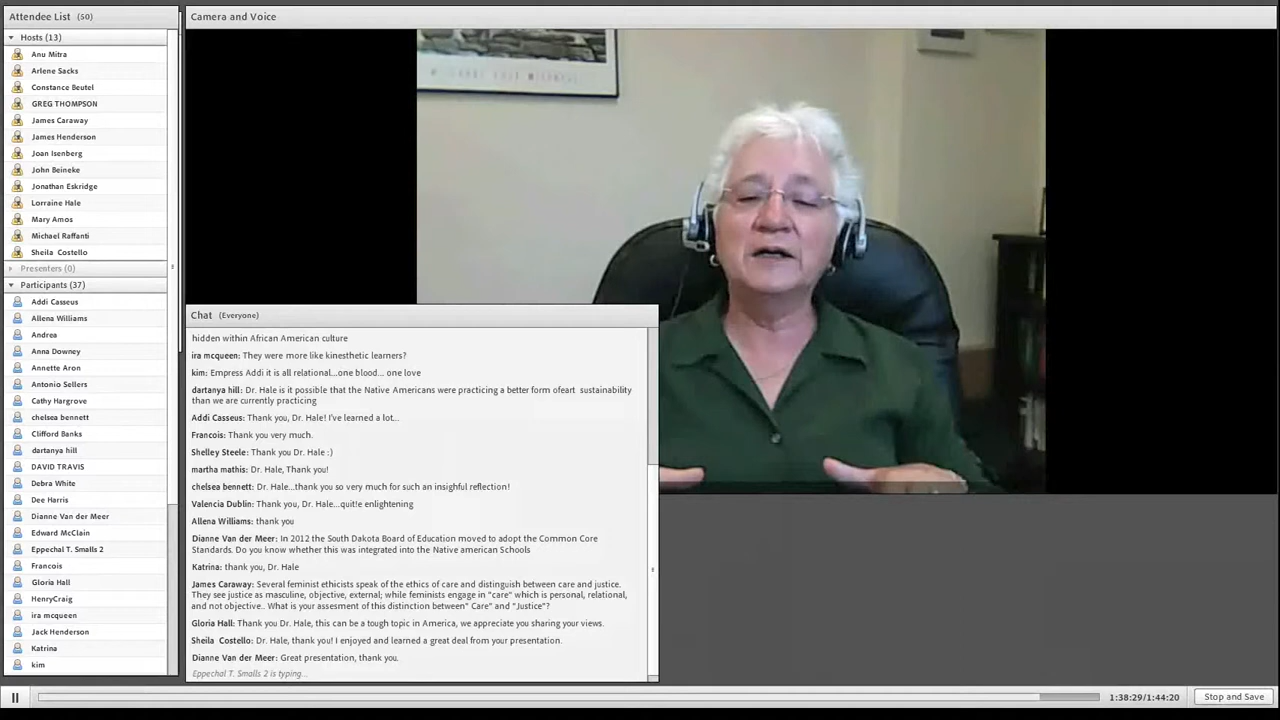 Attendee List (50)
Hosts (13)
Anu Mitra
Arlene Sacks
Constance Beutel
GREG THOMPSON
James Caraway
James Henderson
Joan Isenberg
John Beineke
Jonathan Eskridge
Lorraine Hale
Mary Amos
Michael Raffanti
Sheila Costello
Presenters (0)
Participants (37)
Addi Casseus
Allena Williams
Andrea
Anna Downey
Annette Aron
Antonio Sellers
Cathy Hargrove
chelsea bennett
Clifford Banks
dartanya hill
DAVID TRAVIS
Debra White
Dee Harris
Dianne Van der Meer
Edward McClain
Eppechal T. Smalls 2
Francois
Gloria Hall
HenryCraig
ira mcqueen
Jack Henderson
Katrina
kim
Camera and Voice
Chat (Everyone)
hidden within African American culture
ira mcqueen: They were more like kinesthetic learners?
kim: Empress Addi it is all relational...one blood... one love
dartanya hill: Dr. Hale is it possible that the Native Americans were practicing a better form ofeart sustainability
than we are currently practicing
Addi Casseus: Thank you, Dr. Hale! I've learned a lot...
Francois: Thank you very much.
Shelley Steele: Thank you Dr. Hale :)
martha mathis: Dr. Hale, Thank you!
chelsea bennett: Dr. Hale...thank you so very much for such an insighful reflection!
Valencia Dublin: Thank you, Dr. Hale...quit!e enlightening
Allena Williams: thank you
Dianne Van der Meer: In 2012 the South Dakota Board of Education moved to adopt the Common Core
Standards. Do you know whether this was integrated into the Native american Schools
Katrina: thank you, Dr. Hale
James Caraway: Several feminist ethicists speak of the ethics of care and distinguish between care and justice.
They see justice as masculine, objective, external; while feminists engage in "care" which is personal, relational,
and not objective.. What is your assesment of this distinction between" Care" and "Justice"?
Gloria Hall: Thank you Dr. Hale, this can be a tough topic in America, we appreciate you sharing your views.
Sheila Costello: Dr. Hale, thank you! I enjoyed and learned a great deal from your presentation.
Dianne Van der Meer: Great presentation, thank you.
Eppechal T. Smalls 2 is typing...
1:38:29/1:44:20
Stop and Save